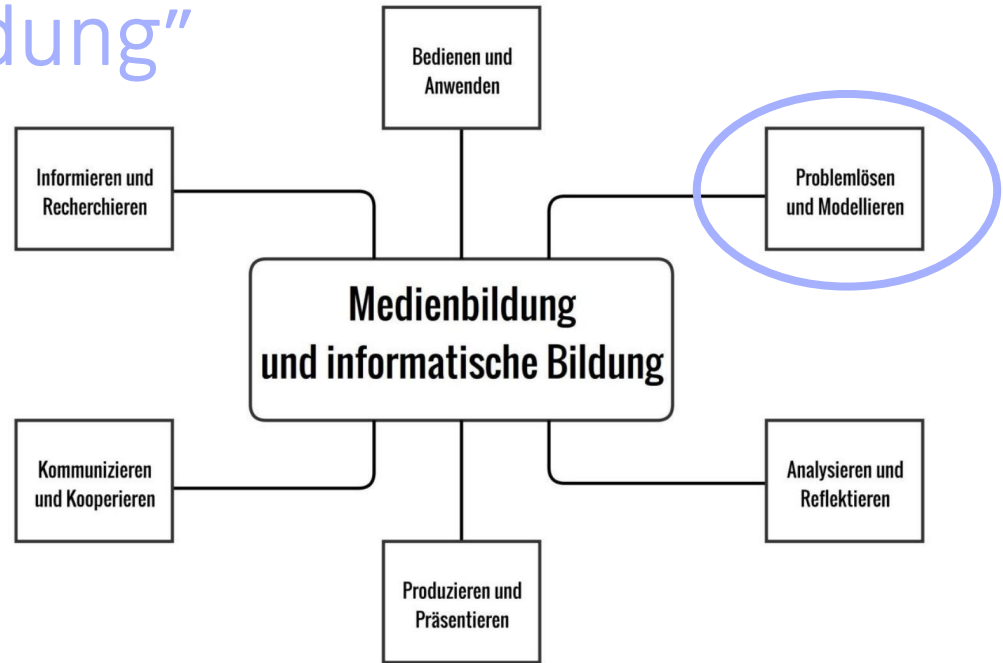 dung"
Bedienen und
Anwenden
Informieren und
Recherchieren
Problemlösen
und Modellieren
Medienbildung
und informatische Bildung
Kommunizieren
und Kooperieren
Analysieren und
Reflektieren
Produzieren und
Präsentieren